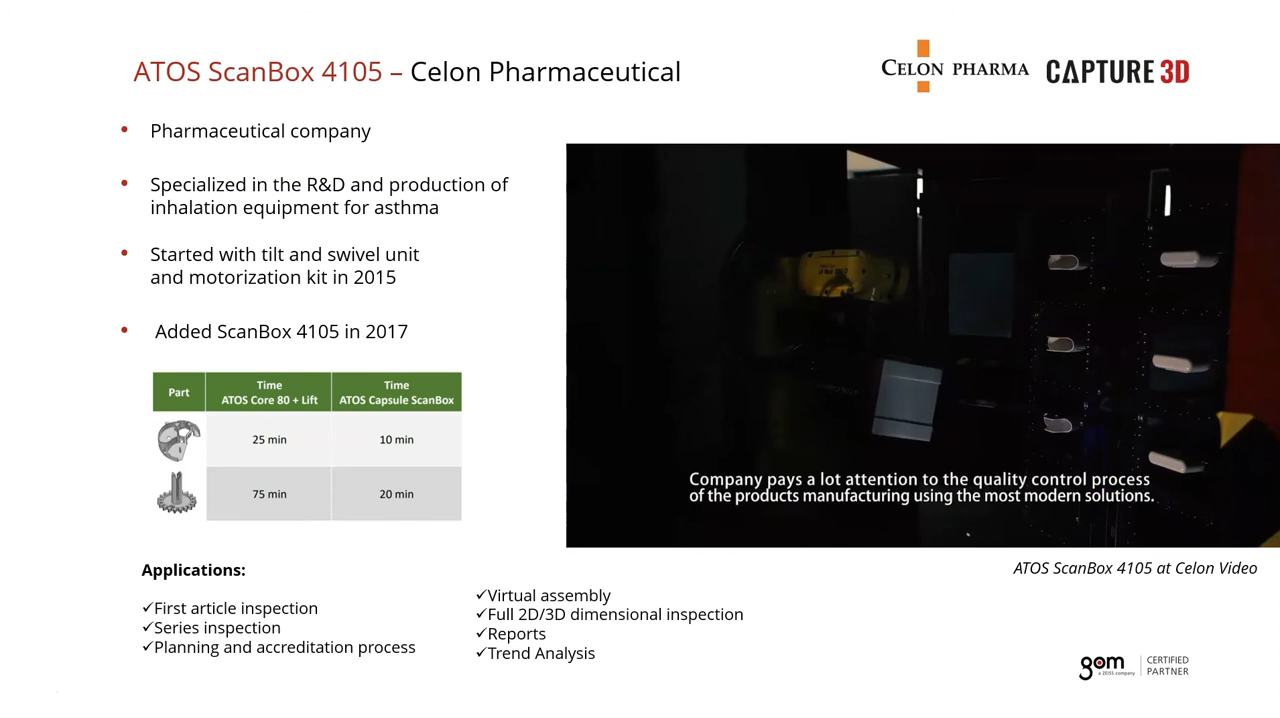 ATOS ScanBox 4105 – Celon Pharmaceutical
CELON PHARMA
CAPTURE 3D
• Pharmaceutical company
• Specialized in the R&D and production of
inhalation equipment for asthma
• Started with tilt and swivel unit
and motorization kit in 2015
• Added ScanBox 4105 in 2017
Part
Time
ATOS Core 80 + Lift
Time
ATOS Capsule ScanBox
25 min
10 min
75 min
20 min
Company pays a lot attention to the quality control process
of the products manufacturing using the most modern solutions.
ATOS ScanBox 4105 at Celon Video
Applications:
✓First article inspection
✓Series inspection
✓Planning and accreditation process
✓Virtual assembly
✓Full 2D/3D dimensional inspection
✓Reports
✓Trend Analysis
gom
a ZEISS company
CERTIFIED
PARTNER